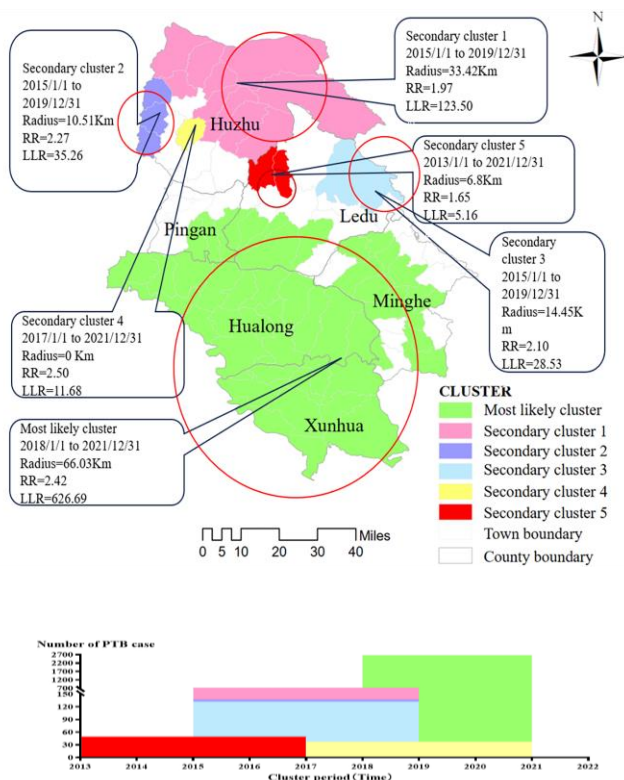 N
Secondary cluster 1
2015/1/1 to 2019/12/31
Radius=33.42Km
RR=1.97
LLR=123.50
Secondary cluster 2
2015/1/1 to
2019/12/31
Radius=10.51Km
RR=2.27
LLR=35.26
Huzhu
Secondary cluster 5
2013/1/1 to 2021/12/31
Radius=6.8Km
RR=1.65
LLR=5.16
Ledu
Pingan
Secondary
cluster 3
2015/1/1 to
2019/12/31
Radius=14.45K
m
RR=2.10
LLR=28.53
Minghe
Hualong
Secondary cluster 4
2017/1/1 to 2021/12/31
Radius=0 Km
RR=2.50
LLR=11.68
Xunhua
Most likely cluster
2018/1/1 to 2021/12/31
Radius=66.03Km
RR=2.42
LLR=626.69
CLUSTER
Most likely cluster
Secondary cluster 1
Secondary cluster 2
Secondary cluster 3
Secondary cluster 4
Secondary cluster 5
Town boundary
County boundary
Miles
0 5 10 20 30 40
Number of PTB case
2700
2200
1700
1200
700
150
120
90
60
30
0
2013 2014 2015 2016 2017 2018 2019 2020 2021 2022
Cluster period(Time)